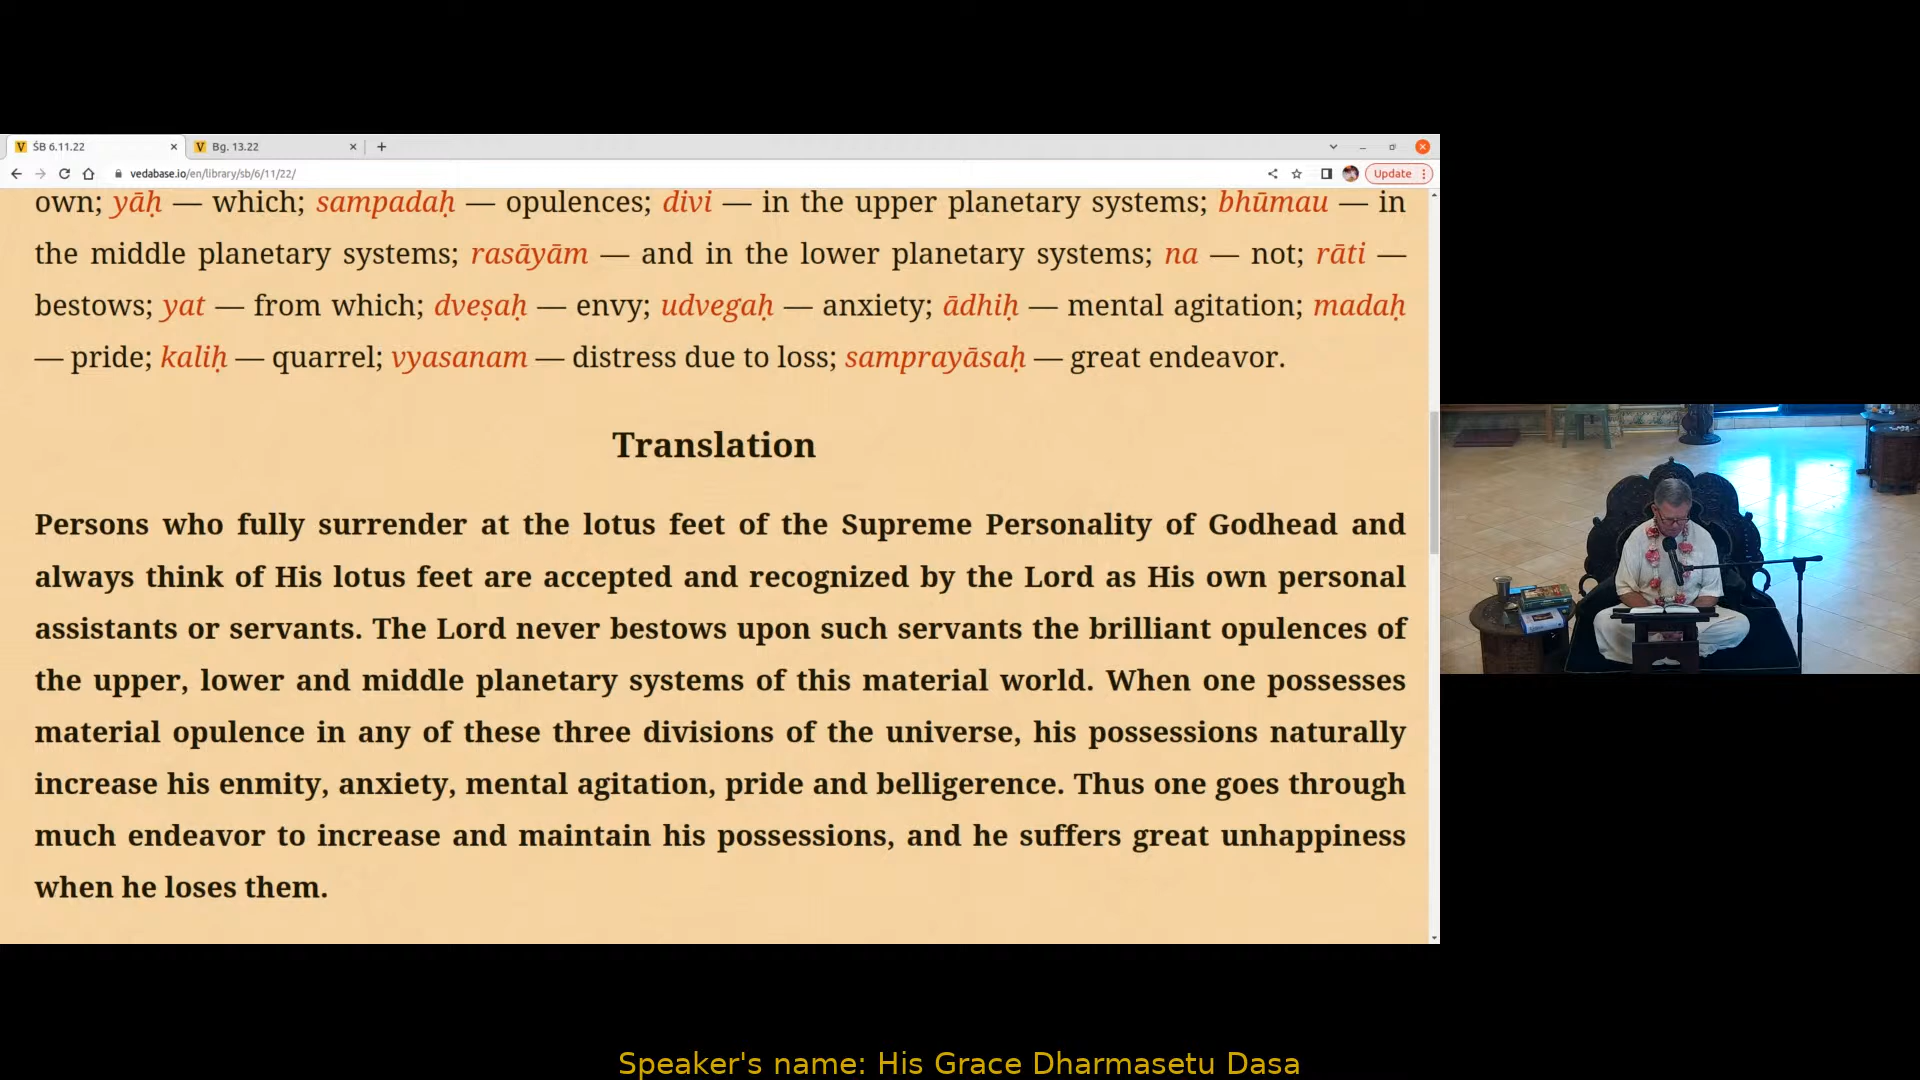 ŚB 6.11.22
Bg. 13.22
vedabase.io/en/library/sb/6/11/22/
Update
own; yāḥ — which; sampadaḥ — opulences; divi — in the upper planetary systems; bhūmau — in
the middle planetary systems; rasāyām — and in the lower planetary systems; na — not; rāti —
bestows; yat — from which; dveṣaḥ — envy; udvegaḥ — anxiety; ādhiḥ — mental agitation; madaḥ
— pride; kaliḥ — quarrel; vyasanam — distress due to loss; samprayāsaḥ — great endeavor.
Translation
Persons who fully surrender at the lotus feet of the Supreme Personality of Godhead and
always think of His lotus feet are accepted and recognized by the Lord as His own personal
assistants or servants. The Lord never bestows upon such servants the brilliant opulences of
the upper, lower and middle planetary systems of this material world. When one possesses
material opulence in any of these three divisions of the universe, his possessions naturally
increase his enmity, anxiety, mental agitation, pride and belligerence. Thus one goes through
much endeavor to increase and maintain his possessions, and he suffers great unhappiness
when he loses them.
Speaker's name: His Grace Dharmasetu Dasa